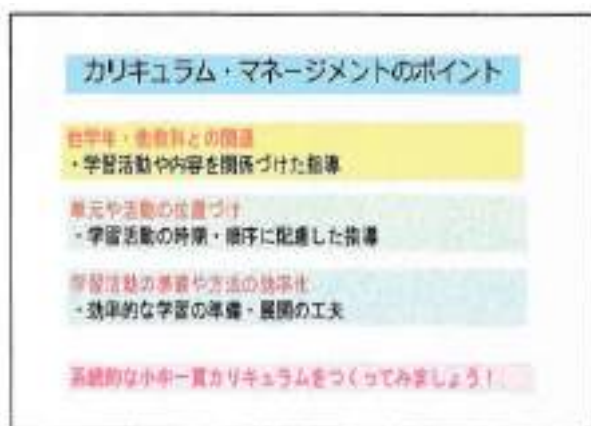 カリキュラム・マネージメントのポイント
他学年・他教科との関連
・学習活動や内容を関係づけた指導
単元や活動の位置づけ
・学習活動の時期・順序に配慮した指導
学習活動の準備や方法の効率化
・効率的な学習の準備・展開の工夫
系統的な小中一貫カリキュラムをつくってみましょう!